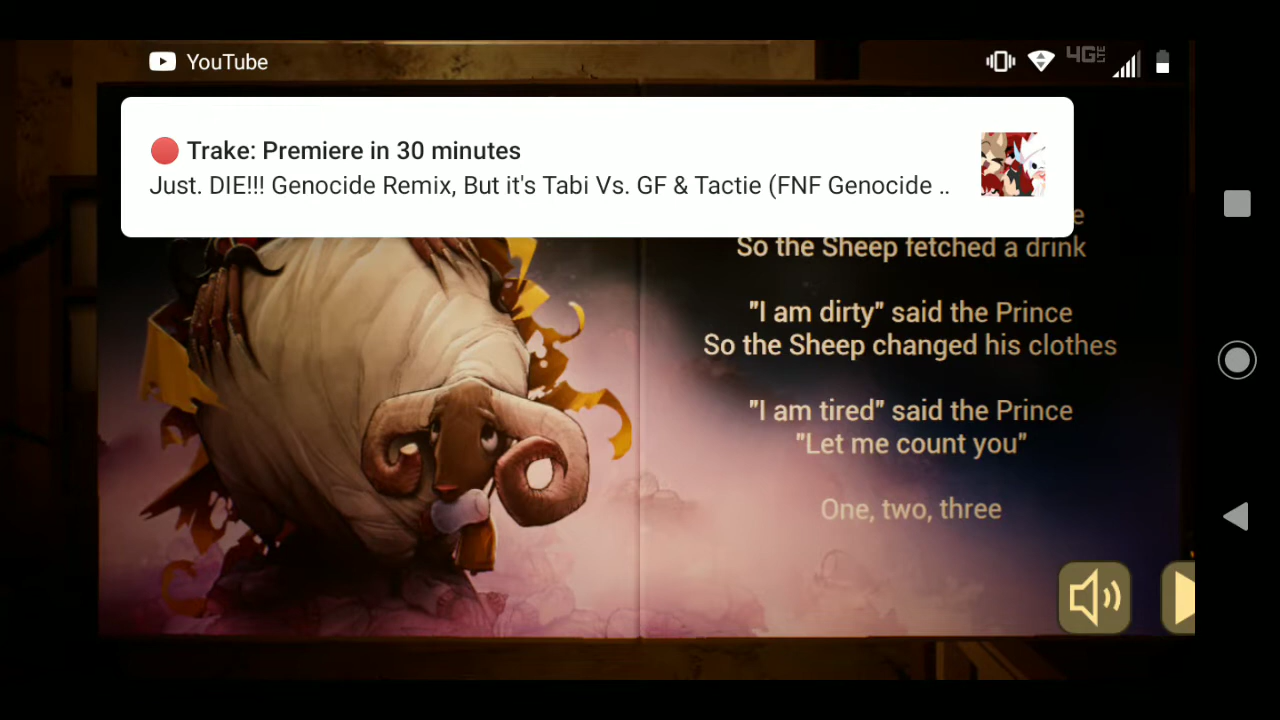 YouTube
4G LTE
🔴 Trake: Premiere in 30 minutes
Just. DIE!!! Genocide Remix, But it's Tabi Vs. GF & Tactie (FNF Genocide ..
So the Sheep fetched a drink
"I am dirty" said the Prince
So the Sheep changed his clothes
"I am tired" said the Prince
"Let me count you"
One, two, three